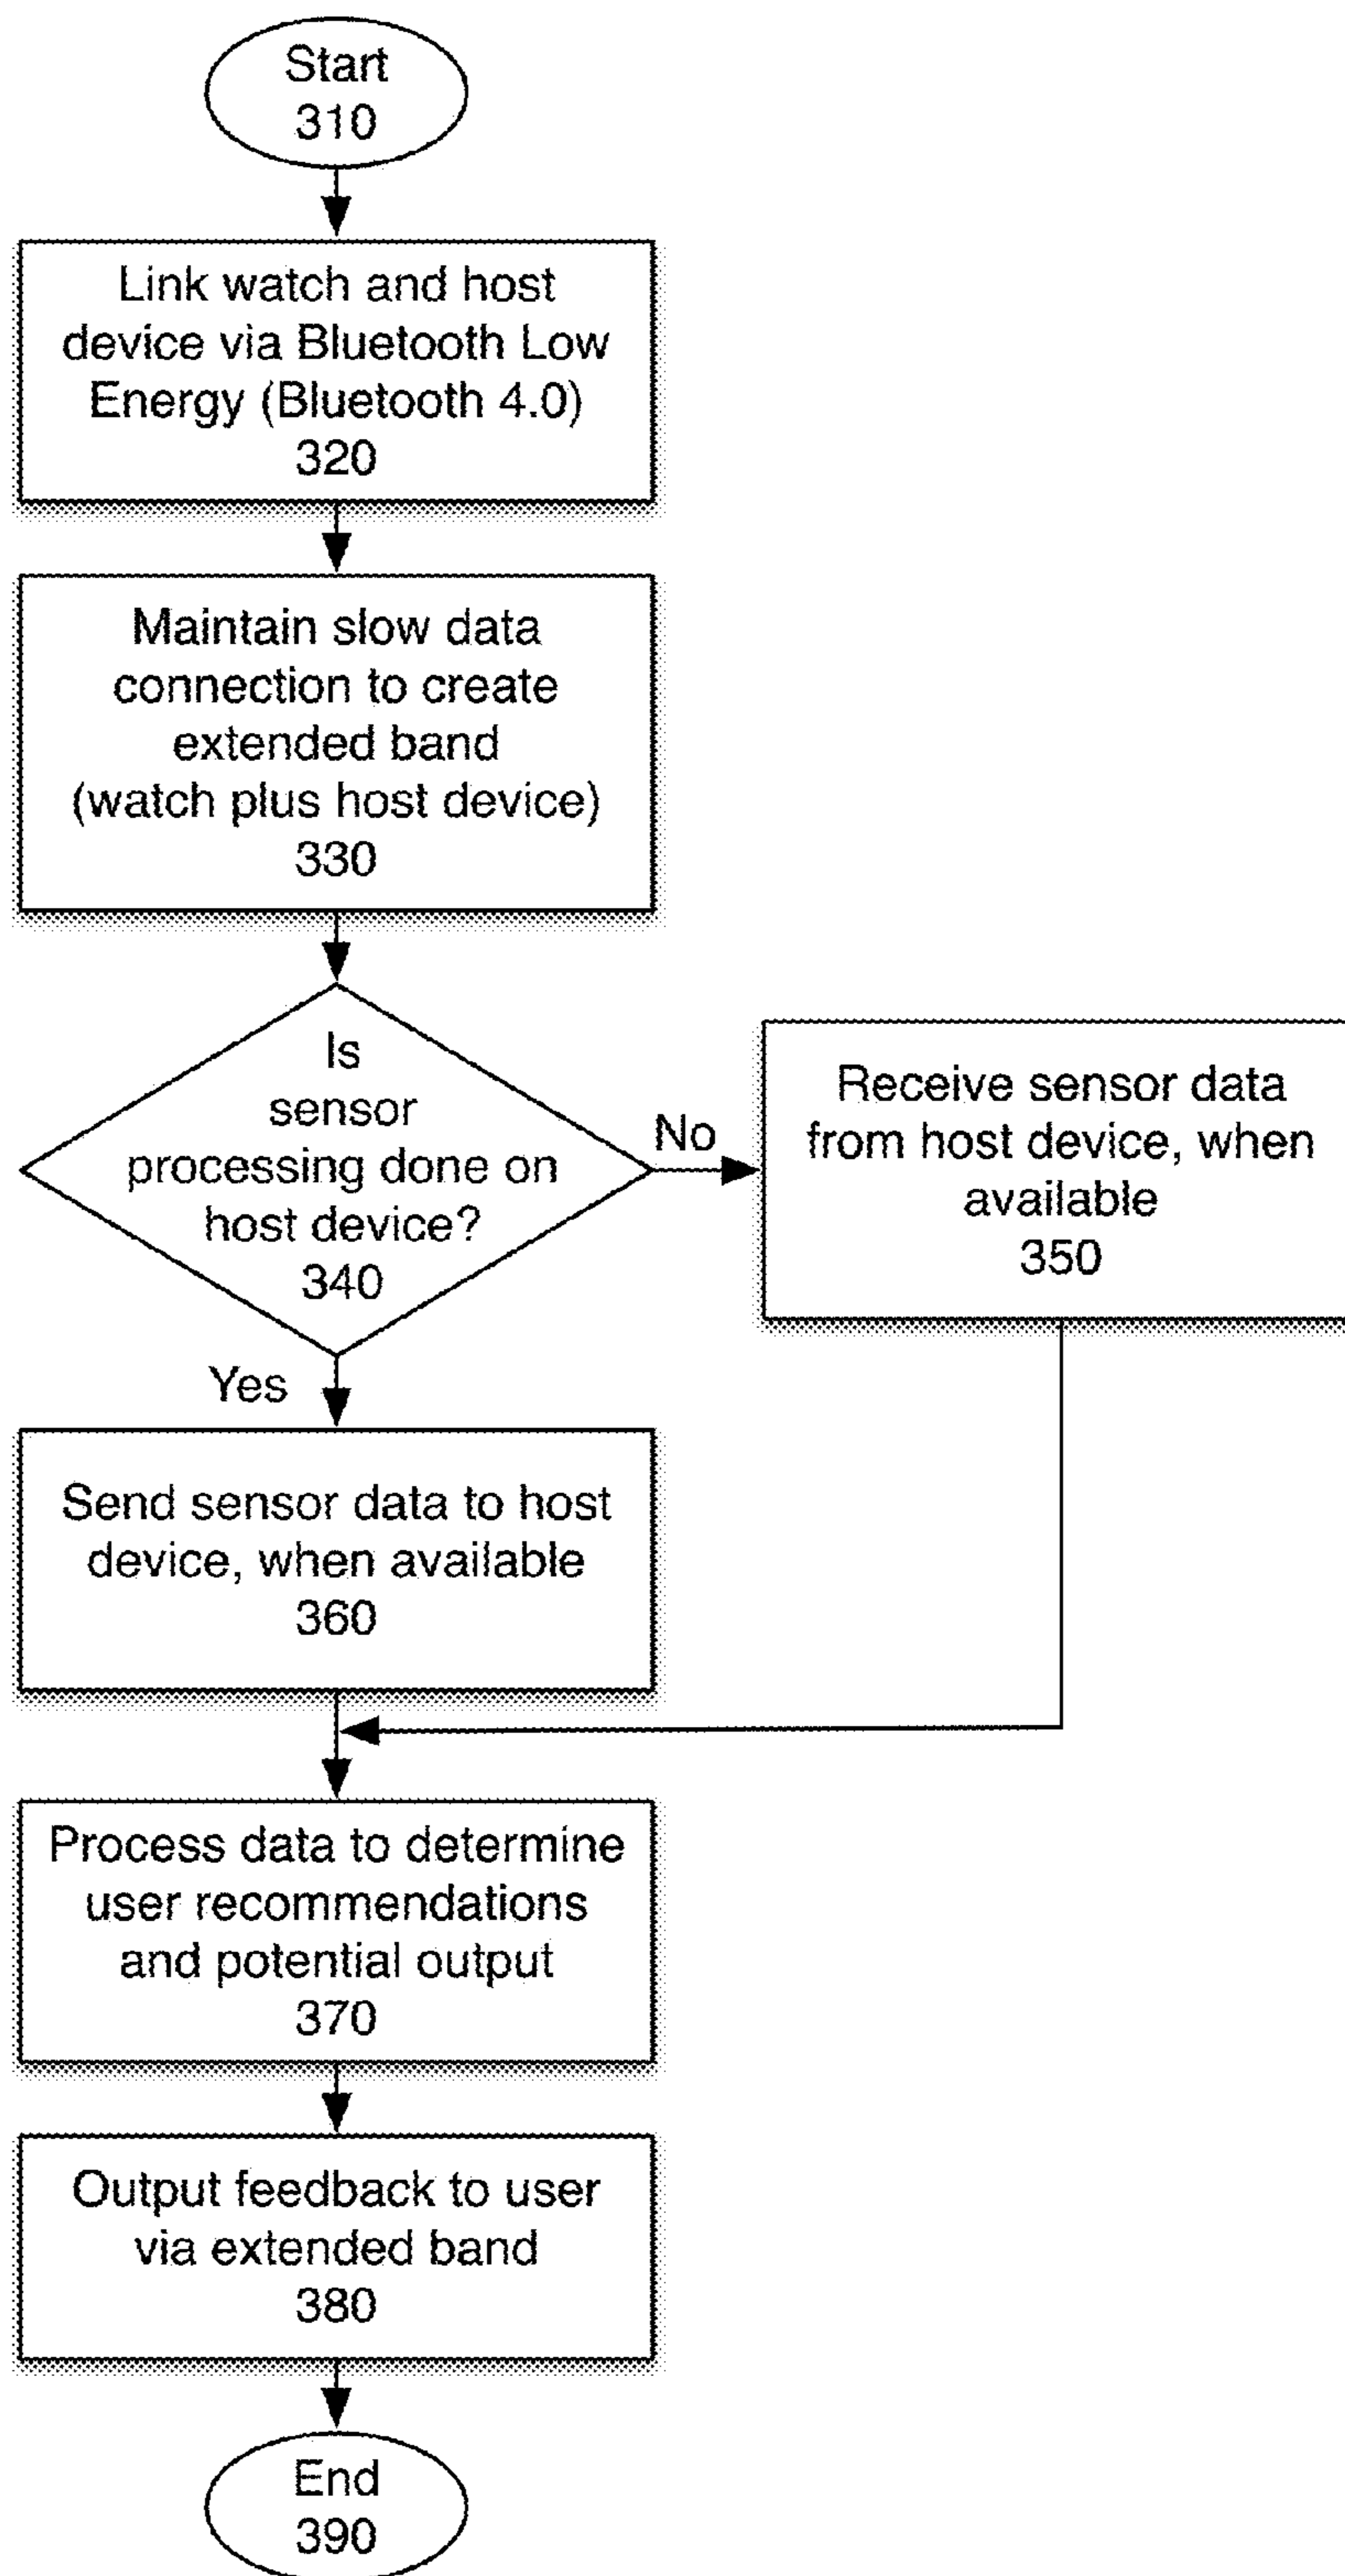 Start
310
Link watch and host
device via Bluetooth Low
Energy (Bluetooth 4.0)
320
Maintain slow data
connection to create
extended band
(watch plus host device)
330
Is
sensor
processing done on
host device?
340
No
Receive sensor data
from host device, when
available
350
Yes
Send sensor data to host
device, when available
360
Process data to determine
user recommendations
and potential output
370
Output feedback to user
via extended band
380
End
390